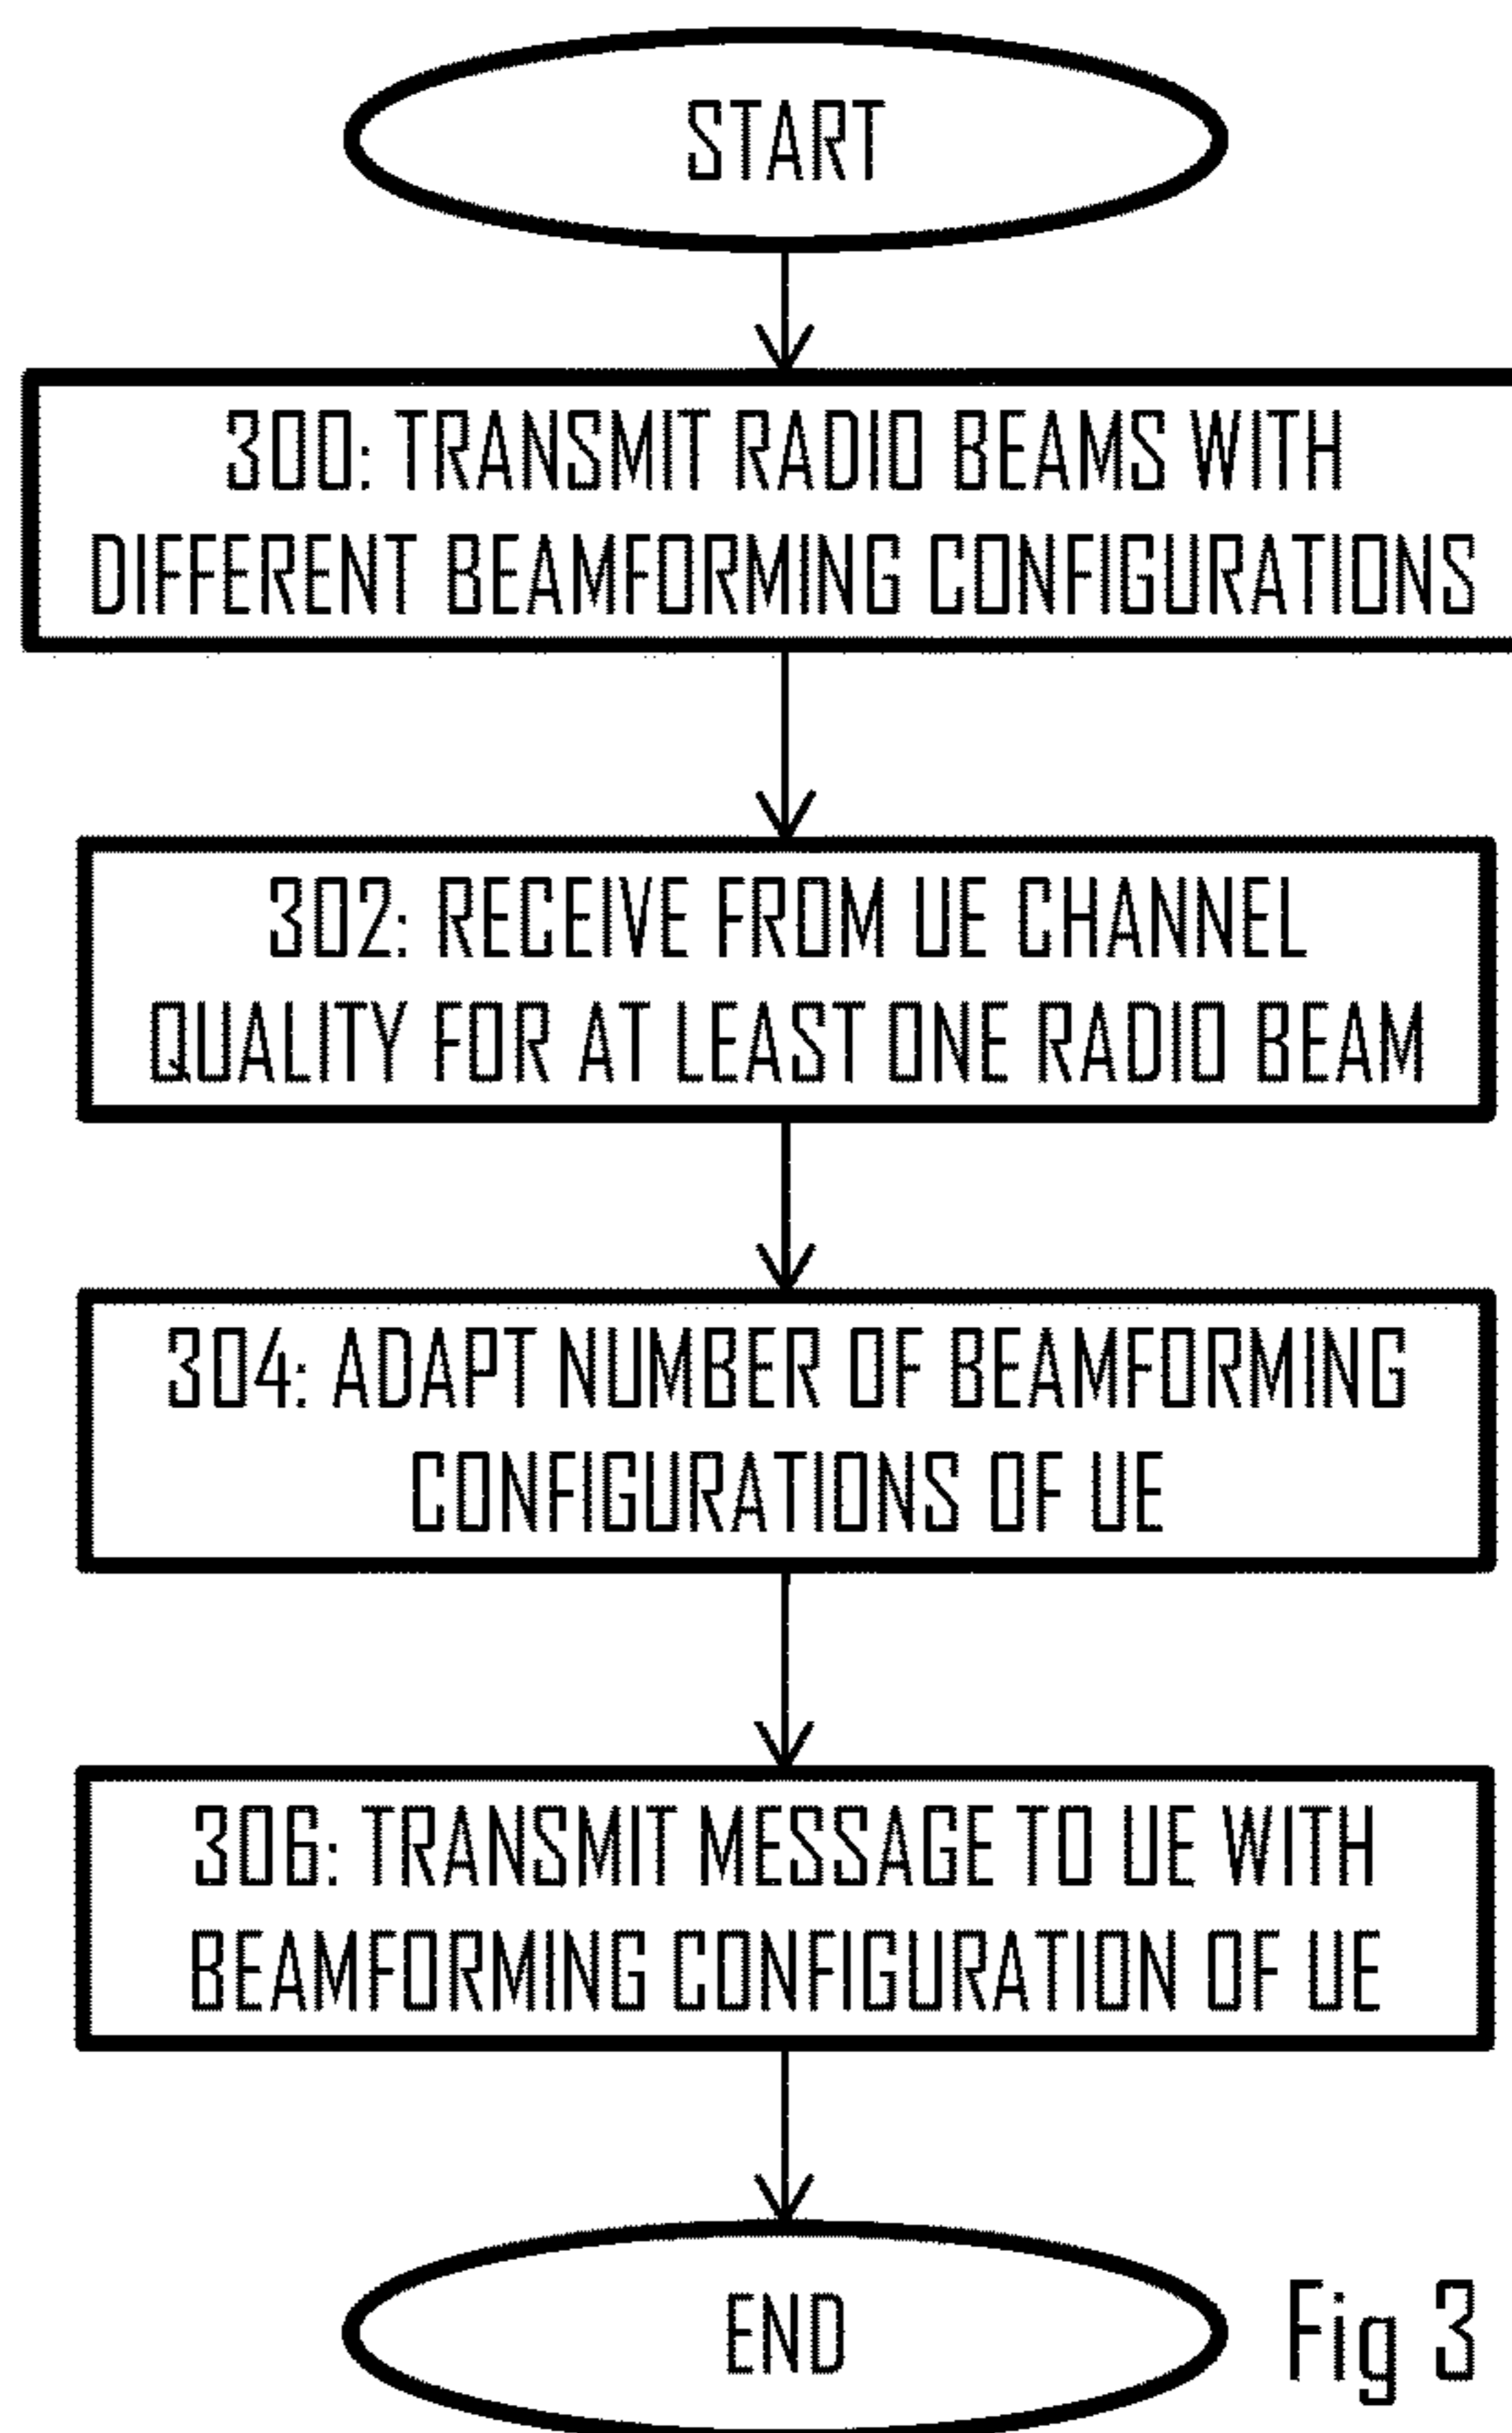 START
300: TRANSMIT RADIO BEAMS WITH
DIFFERENT BEAMFORMING CONFIGURATIONS
302: RECEIVE FROM UE CHANNEL
QUALITY FOR AT LEAST ONE RADIO BEAM
304: ADAPT NUMBER OF BEAMFORMING
CONFIGURATIONS OF UE
306: TRANSMIT MESSAGE TO UE WITH
BEAMFORMING CONFIGURATION OF UE
END
Fig 3